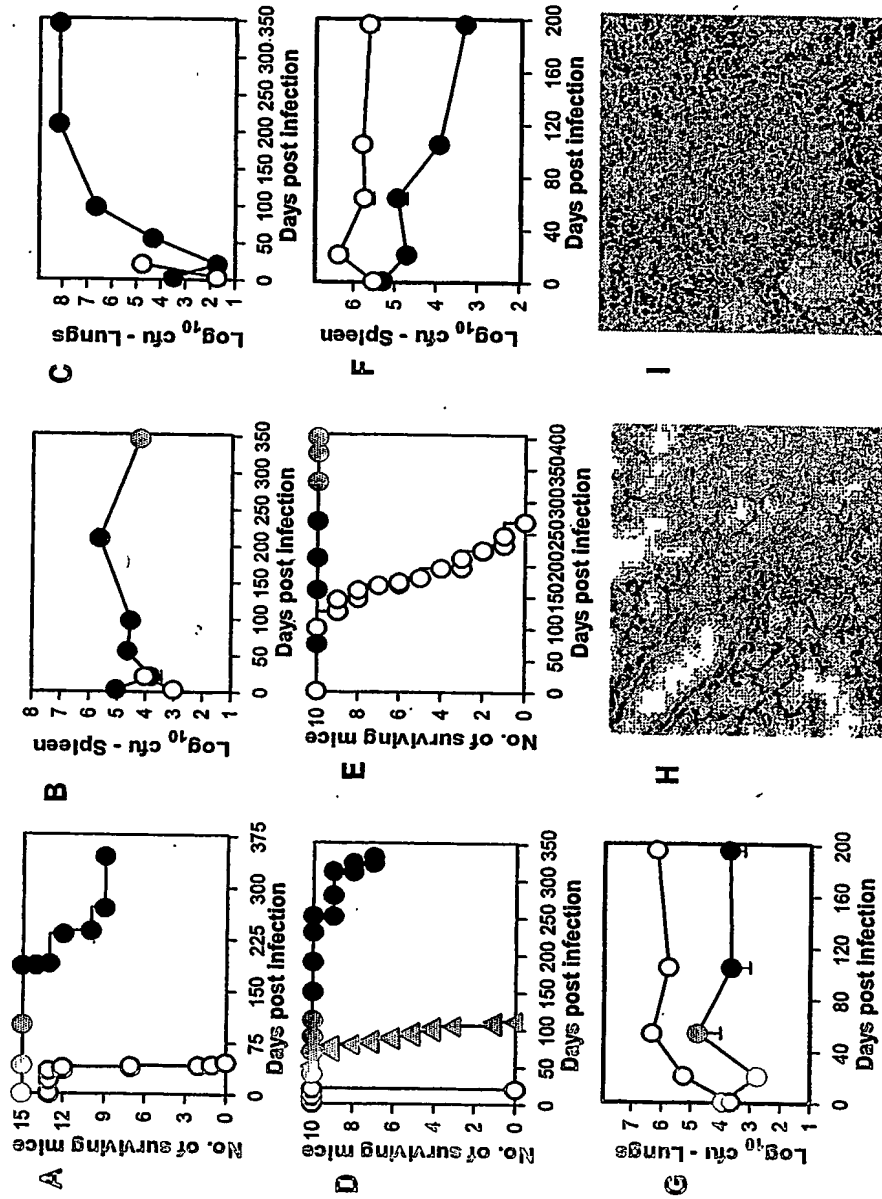 A
No. of surviving mice
15
12
9
6
3
0
0 75 150 225 300 375
Days post infection
B
Log10 cfu - Spleen
8
7
6
5
4
3
2
1
0 50 100 150 200 250 300 350
Days post infection
C
Log10 cfu - Lungs
8
7
6
5
4
3
2
1
0 50 100 150 200 250 300 350
Days post infection
D
No. of surviving mice
10
8
6
4
2
0
0 50 100 150 200 250 300 350
Days post infection
E
No. of surviving mice
10
8
6
4
2
0
0 50 100 150 200 250 300 350 400
Days post infection
F
Log10 cfu - Spleen
6
5
4
3
2
0 40 80 120 160 200
Days post infection
G
Log10 cfu - Lungs
7
6
5
4
3
2
1
0 40 80 120 160 200
Days post infection
H
I